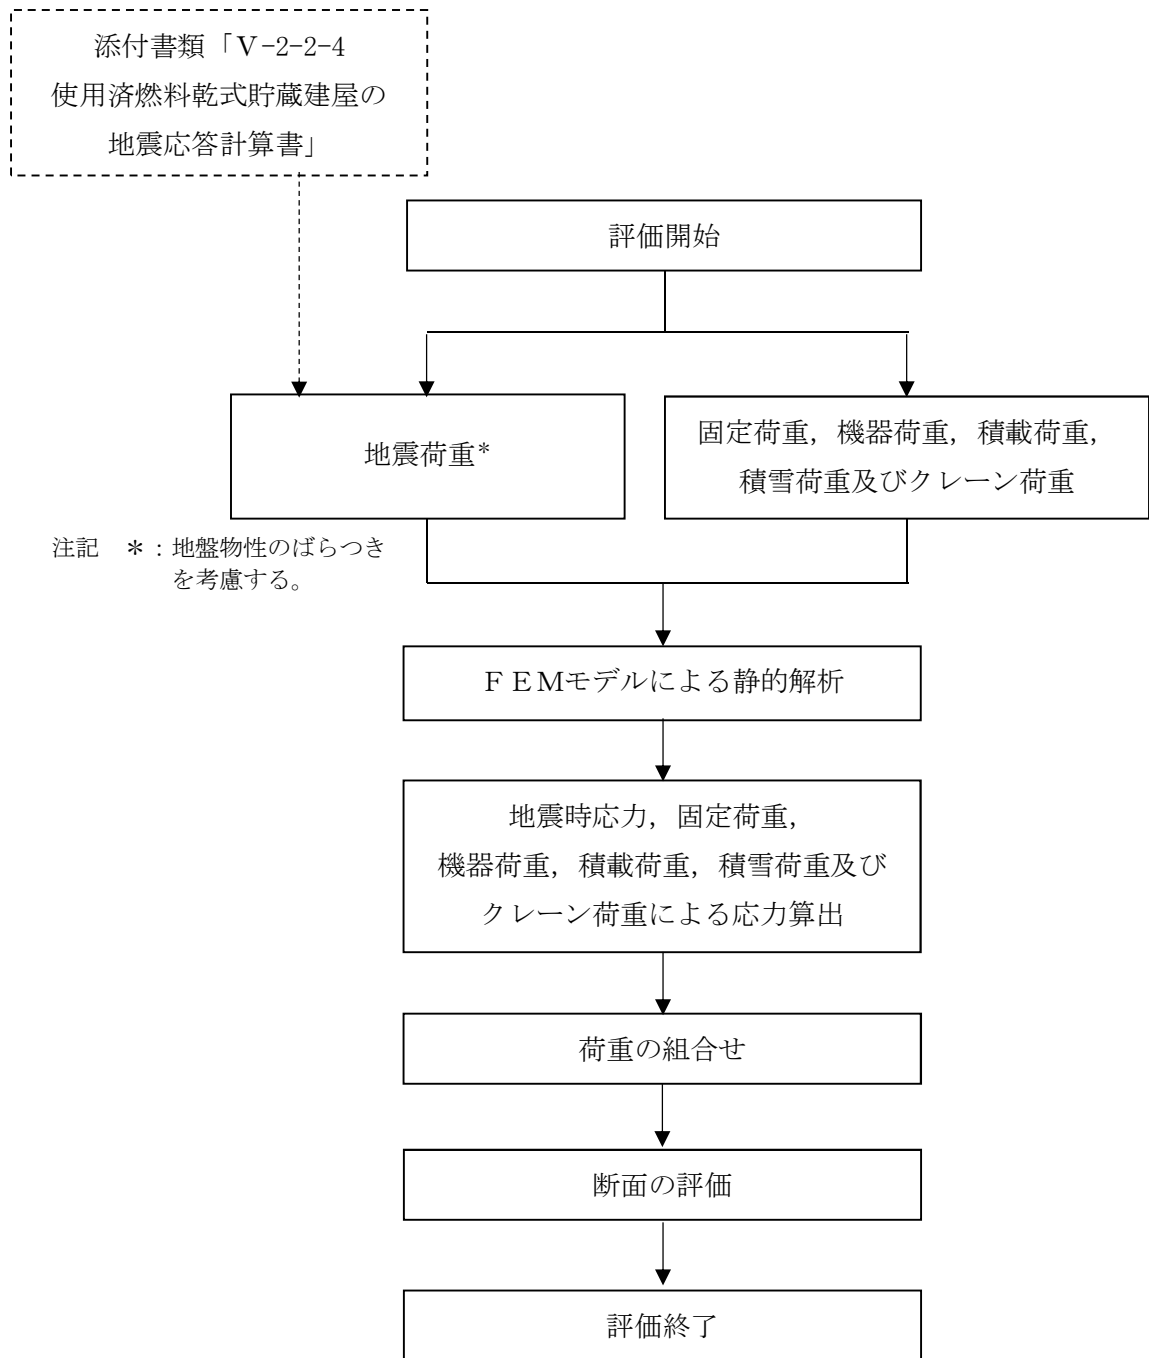 添付書類「Ⅴ-2-2-4
使用済燃料乾式貯蔵建屋の
地震応答計算書」
評価開始
地震荷重*
固定荷重,機器荷重,積載荷重,
積雪荷重及びクレーン荷重
注記 *:地盤物性のばらつき
を考慮する。
FEMモデルによる静的解析
地震時応力,固定荷重,
機器荷重,積載荷重,積雪荷重及び
クレーン荷重による応力算出
荷重の組合せ
断面の評価
評価終了